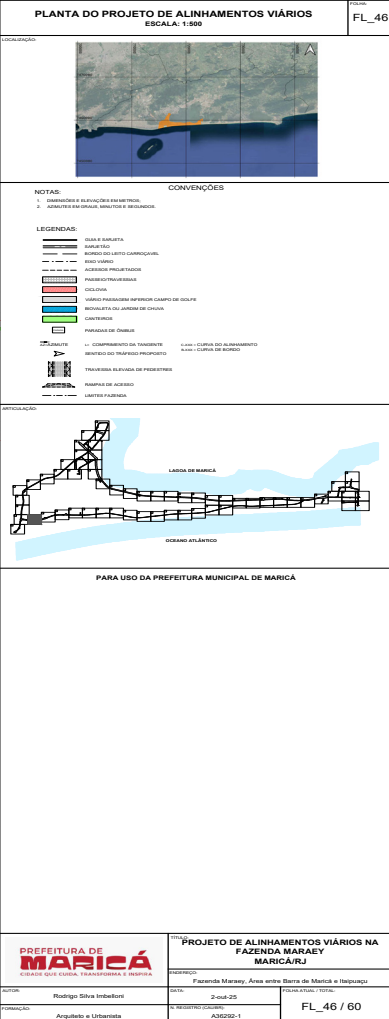 PLANTA DO PROJETO DE ALINHAMENTOS VIÁRIOS
ESCALA: 1:500
FOLHA:
FL_46
LOCALIZAÇÃO:
CONVENÇÕES
NOTAS:
1. DIMENSÕES E ELEVAÇÕES EM METROS;
2. AZIMUTES EM GRAUS, MINUTOS E SEGUNDOS.
LEGENDAS:
GUIA E SARJETA
SARJETÃO
BORDO DO LEITO CARROÇÁVEL
EIXO VIÁRIO
ACESSOS PROJETADOS
PASSEIO/TRAVESSIAS
CICLOVIA
VIÁRIO PASSAGEM INFERIOR CAMPO DE GOLFE
BIOVALETA OU JARDIM DE CHUVA
CANTEIROS
PARADAS DE ÔNIBUS
AZIMUTE L= COMPRIMENTO DA TANGENTE = CURVA DO ALINHAMENTO
= CURVA DE BORDO
SENTIDO DO TRÁFEGO PROPOSTO
TRAVESSIA ELEVADA DE PEDESTRES
RAMPAS DE ACESSO
LIMITES FAZENDA
ARTICULAÇÃO:
LAGOA DE MARICÁ
OCEANO ATLÂNTICO
PARA USO DA PREFEITURA MUNICIPAL DE MARICÁ
PREFEITURA DE
MARICÁ
CIDADE QUE CUIDA, TRANSFORMA E INSPIRA
TÍTULO:
PROJETO DE ALINHAMENTOS VIÁRIOS NA
FAZENDA MARAEY
MARICÁ/RJ
ENDEREÇO:
Fazenda Maraey, Área entre Barra de Maricá e Itaipuaçu
AUTOR:
Rodrigo Silva Imbelloni
DATA:
2-out-25
FOLHA ATUAL / TOTAL:
FL_46 / 60
FORMAÇÃO:
Arquiteto e Urbanista
N. REGISTRO (CAU/BR):
A36292-1